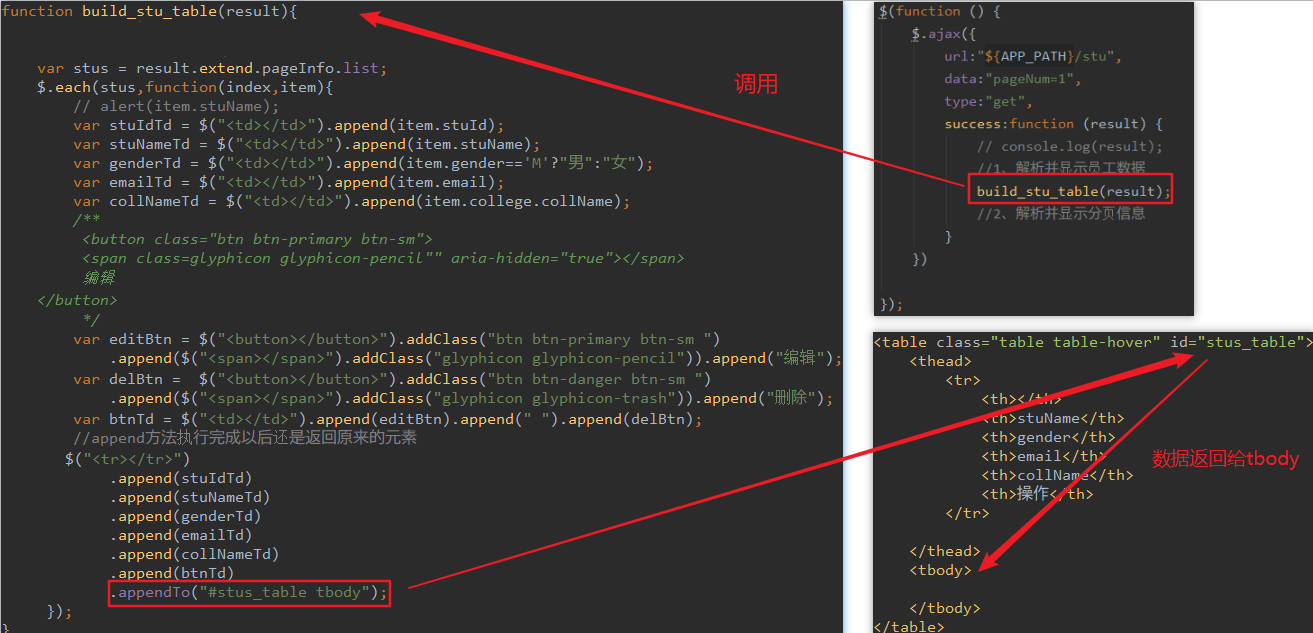 function build_stu_table(result){
var stus = result.extend.pageInfo.list;
$.each(stus,function(index,item){
// alert(item.stuName);
var stuIdTd = $("<td></td>").append(item.stuId);
var stuNameTd = $("<td></td>").append(item.stuName);
var genderTd = $("<td></td>").append(item.gender=='M'?"男":"女");
var emailTd = $("<td></td>").append(item.email);
var collNameTd = $("<td></td>").append(item.college.collName);
/**
<button class="btn btn-primary btn-sm">
<span class=glyphicon glyphicon-pencil"" aria-hidden="true"></span>
编辑
</button>
*/
var editBtn = $("<button></button>").addClass("btn btn-primary btn-sm ")
.append($("<span></span>").addClass("glyphicon glyphicon-pencil")).append("编辑");
var delBtn =  $("<button></button>").addClass("btn btn-danger btn-sm ")
.append($("<span></span>").addClass("glyphicon glyphicon-trash")).append("删除");
var btnTd = $("<td></td>").append(editBtn).append(" ").append(delBtn);
//append方法执行完成以后还是返回原来的元素
$("<tr></tr>")
.append(stuIdTd)
.append(stuNameTd)
.append(genderTd)
.append(emailTd)
.append(collNameTd)
.append(btnTd)
.appendTo("#stus_table tbody");
});
}
调用
$(function () {
$.ajax({
url:"${APP_PATH}/stu",
data:"pageNum=1",
type:"get",
success:function (result) {
// console.log(result);
//1、解析并显示员工数据
build_stu_table(result);
//2、解析并显示分页信息
}
})
});
<table class="table table-hover" id="stus_table">
<thead>
<tr>
<th></th>
<th>stuName</th>
<th>gender</th>
<th>email</th>
<th>collName</th>
<th>操作</th>
</tr>
</thead>
<tbody>
</tbody>
</table>
数据返回给tbody